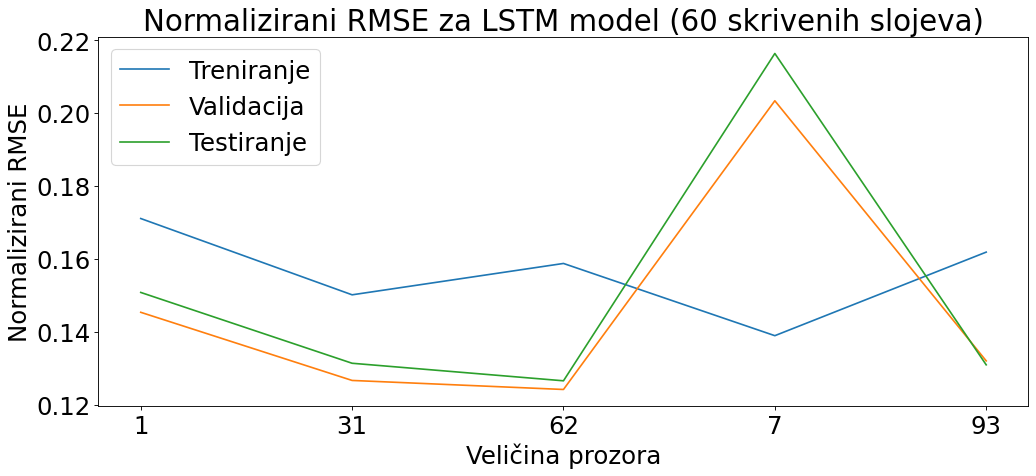 Normalizirani RMSE za LSTM model (60 skrivenih slojeva)
Treniranje
Validacija
Testiranje
Normalizirani RMSE
0.22
0.20
0.18
0.16
0.14
0.12
1 31 62 7 93
Veličina prozora